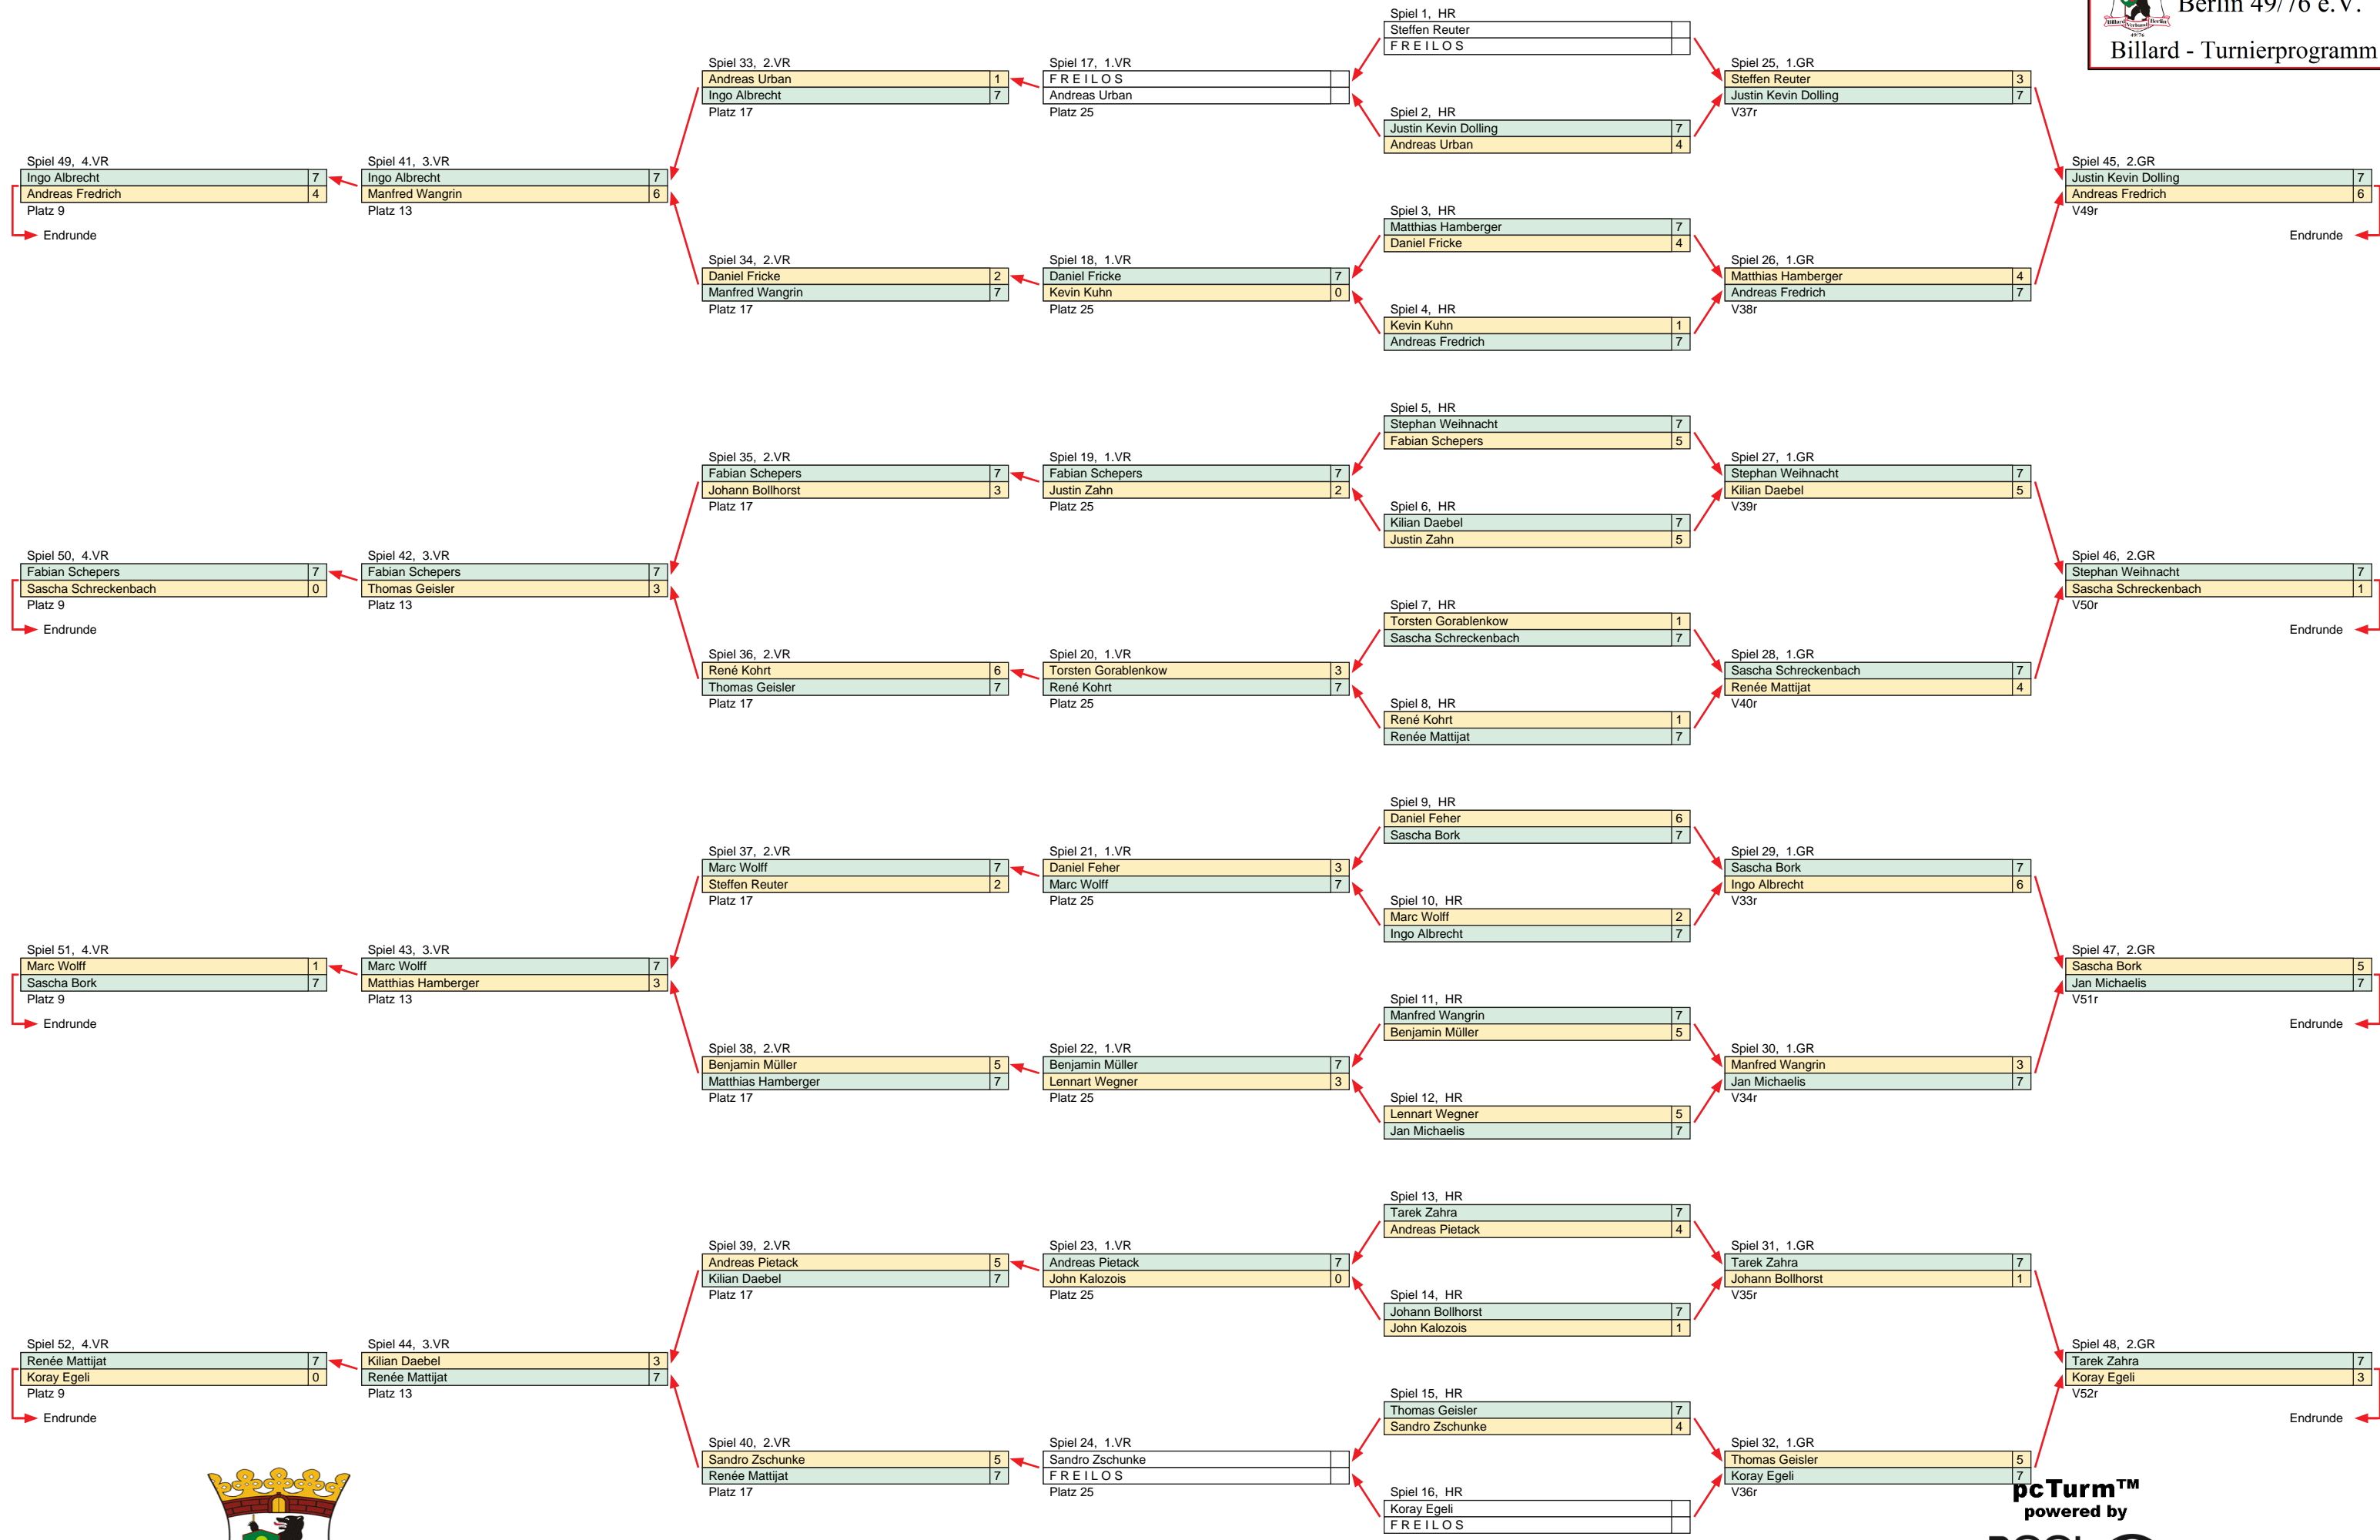 Berlin 49/76 e.V.
Billard - Turnierprogramm
Spiel 49, 4.VR
Ingo Albrecht 7
Andreas Fredrich 4
Platz 9
Endrunde
Spiel 50, 4.VR
Fabian Schepers 7
Sascha Schreckenbach 0
Platz 9
Endrunde
Spiel 51, 4.VR
Marc Wolff 1
Sascha Bork 7
Platz 9
Endrunde
Spiel 52, 4.VR
Renée Mattijat 7
Koray Egeli 0
Platz 9
Endrunde
Spiel 41, 3.VR
Ingo Albrecht 7
Manfred Wangrin 6
Platz 13
Spiel 42, 3.VR
Fabian Schepers 7
Thomas Geisler 3
Platz 13
Spiel 43, 3.VR
Marc Wolff 7
Matthias Hamberger 3
Platz 13
Spiel 44, 3.VR
Kilian Daebel 3
Renée Mattijat 7
Platz 13
Spiel 33, 2.VR
Andreas Urban 1
Ingo Albrecht 7
Platz 17
Spiel 34, 2.VR
Daniel Fricke 2
Manfred Wangrin 7
Platz 17
Spiel 35, 2.VR
Fabian Schepers 7
Johann Bollhorst 3
Platz 17
Spiel 36, 2.VR
René Kohrt 6
Thomas Geisler 7
Platz 17
Spiel 37, 2.VR
Marc Wolff 7
Steffen Reuter 2
Platz 17
Spiel 38, 2.VR
Benjamin Müller 5
Matthias Hamberger 7
Platz 17
Spiel 39, 2.VR
Andreas Pietack 5
Kilian Daebel 7
Platz 17
Spiel 40, 2.VR
Sandro Zschunke 5
Renée Mattijat 7
Platz 17
Spiel 17, 1.VR
F R E I L O S
Andreas Urban
Platz 25
Spiel 18, 1.VR
Daniel Fricke 7
Kevin Kuhn 0
Platz 25
Spiel 19, 1.VR
Fabian Schepers 7
Justin Zahn 2
Platz 25
Spiel 20, 1.VR
Torsten Gorablenkow 3
René Kohrt 7
Platz 25
Spiel 21, 1.VR
Daniel Feher 3
Marc Wolff 7
Platz 25
Spiel 22, 1.VR
Benjamin Müller 7
Lennart Wegner 3
Platz 25
Spiel 23, 1.VR
Andreas Pietack 7
John Kalozois 0
Platz 25
Spiel 24, 1.VR
Sandro Zschunke
F R E I L O S
Platz 25
Spiel 1, HR
Steffen Reuter
F R E I L O S
Spiel 2, HR
Justin Kevin Dolling 7
Andreas Urban 4
Spiel 3, HR
Matthias Hamberger 7
Daniel Fricke 4
Spiel 4, HR
Kevin Kuhn 1
Andreas Fredrich 7
Spiel 5, HR
Stephan Weihnacht 7
Fabian Schepers 5
Spiel 6, HR
Kilian Daebel 7
Justin Zahn 5
Spiel 7, HR
Torsten Gorablenkow 1
Sascha Schreckenbach 7
Spiel 8, HR
René Kohrt 1
Renée Mattijat 7
Spiel 9, HR
Daniel Feher 6
Sascha Bork 7
Spiel 10, HR
Marc Wolff 2
Ingo Albrecht 7
Spiel 11, HR
Manfred Wangrin 7
Benjamin Müller 5
Spiel 12, HR
Lennart Wegner 5
Jan Michaelis 7
Spiel 13, HR
Tarek Zahra 7
Andreas Pietack 4
Spiel 14, HR
Johann Bollhorst 7
John Kalozois 1
Spiel 15, HR
Thomas Geisler 7
Sandro Zschunke 4
Spiel 16, HR
Koray Egeli
F R E I L O S
Spiel 25, 1.GR
Steffen Reuter 3
Justin Kevin Dolling 7
V37r
Spiel 26, 1.GR
Matthias Hamberger 4
Andreas Fredrich 7
V38r
Spiel 27, 1.GR
Stephan Weihnacht 7
Kilian Daebel 5
V39r
Spiel 28, 1.GR
Sascha Schreckenbach 7
Renée Mattijat 4
V40r
Spiel 29, 1.GR
Sascha Bork 7
Ingo Albrecht 6
V33r
Spiel 30, 1.GR
Manfred Wangrin 3
Jan Michaelis 7
V34r
Spiel 31, 1.GR
Tarek Zahra 7
Johann Bollhorst 1
V35r
Spiel 32, 1.GR
Thomas Geisler 5
Koray Egeli 7
V36r
Spiel 45, 2.GR
Justin Kevin Dolling 7
Andreas Fredrich 6
V49r
Endrunde
Spiel 46, 2.GR
Stephan Weihnacht 7
Sascha Schreckenbach 1
V50r
Endrunde
Spiel 47, 2.GR
Sascha Bork 5
Jan Michaelis 7
V51r
Endrunde
Spiel 48, 2.GR
Tarek Zahra 7
Koray Egeli 3
V52r
Endrunde
pcTurm™
powered by